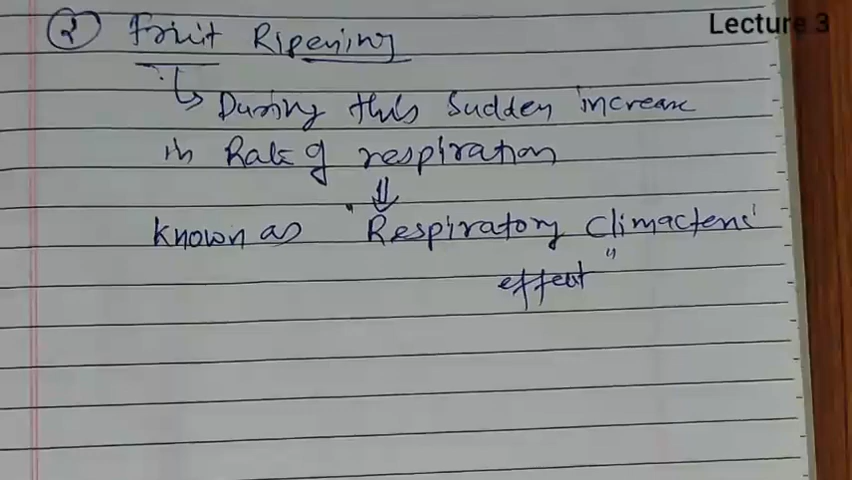 Lecture 3
② Fruit Ripening
↳ During this Sudden increase
in Rate of respiration
⇓
known as "Respiratory Climacteric
effect"